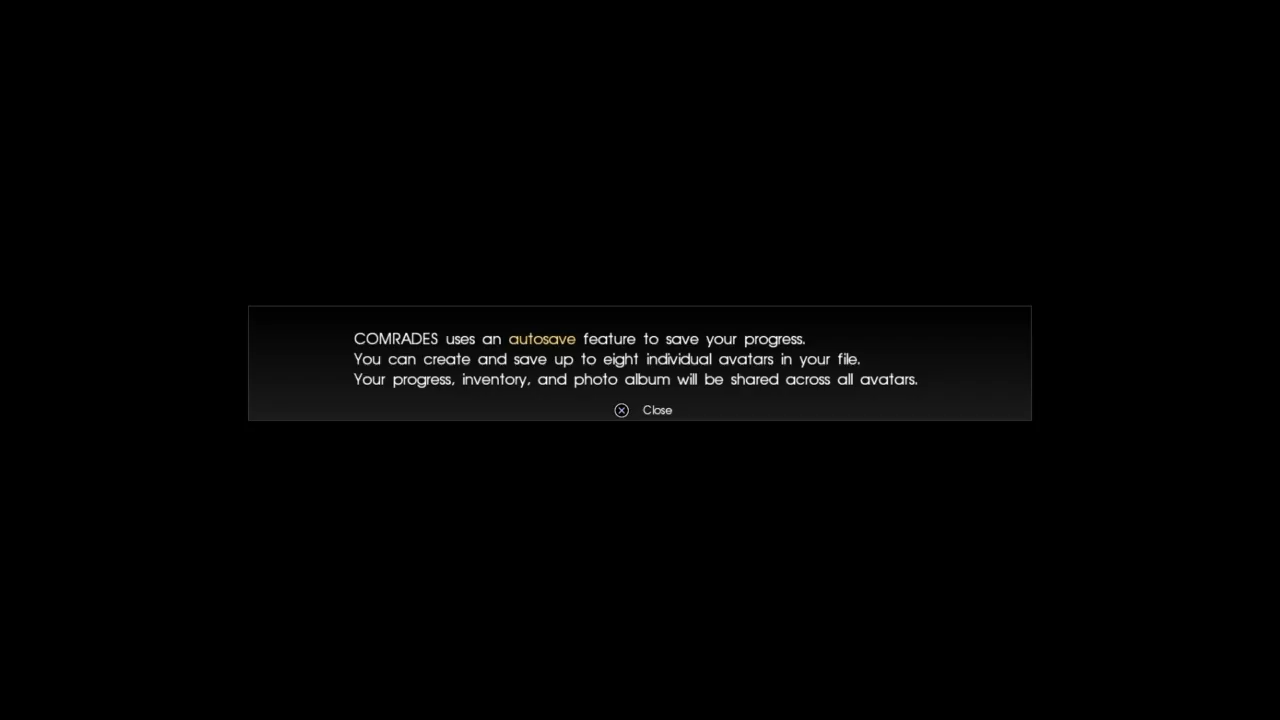 COMRADES uses an autosave feature to save your progress.
You can create and save up to eight individual avatars in your file.
Your progress, inventory, and photo album will be shared across all avatars.
Close